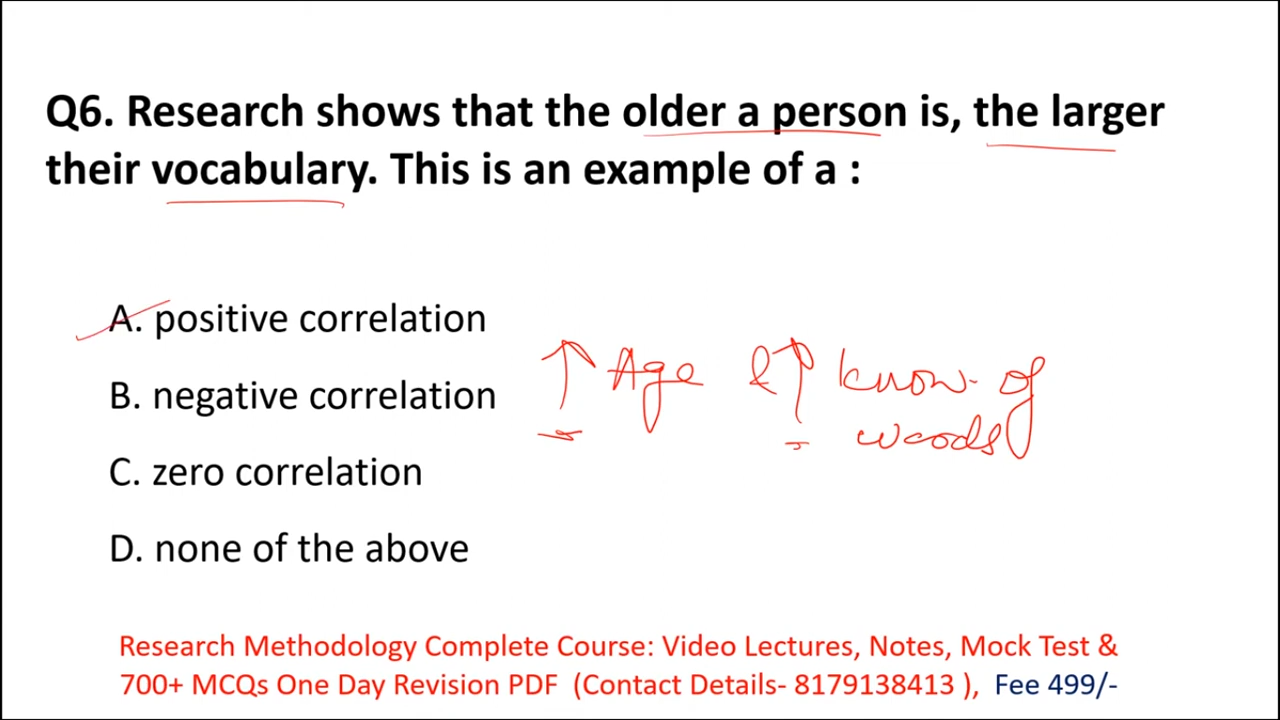 Q6. Research shows that the older a person is, the larger
their vocabulary. This is an example of a :
A. positive correlation
B. negative correlation
↑ Age & ↑ know. of
words
C. zero correlation
D. none of the above
Research Methodology Complete Course: Video Lectures, Notes, Mock Test &
700+ MCQs One Day Revision PDF (Contact Details- 8179138413 ), Fee 499/-